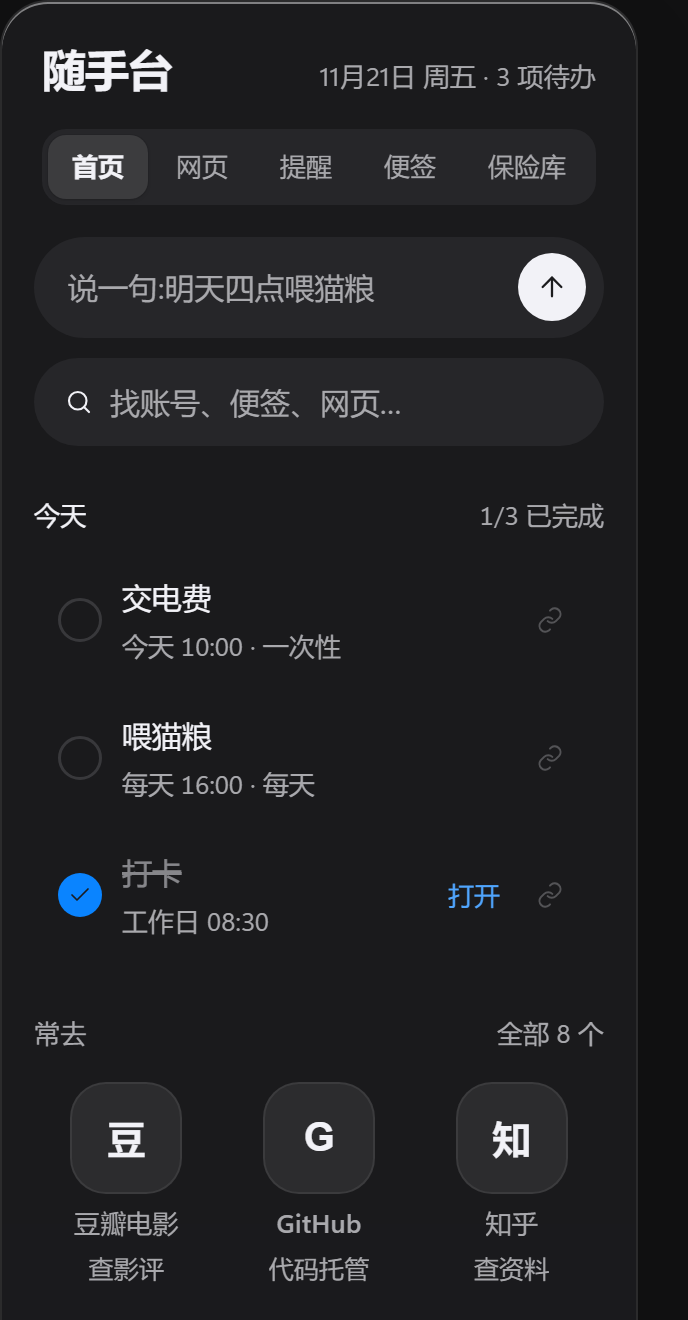 随手台
11月21日 周五 · 3 项待办
首页 网页 提醒 便签 保险库
说一句:明天四点喂猫粮
找账号、便签、网页...
今天 1/3 已完成
交电费
今天 10:00 · 一次性
喂猫粮
每天 16:00 · 每天
打卡
工作日 08:30
打开
常去 全部 8 个
豆 G 知
豆瓣电影 GitHub 知乎
查影评 代码托管 查资料